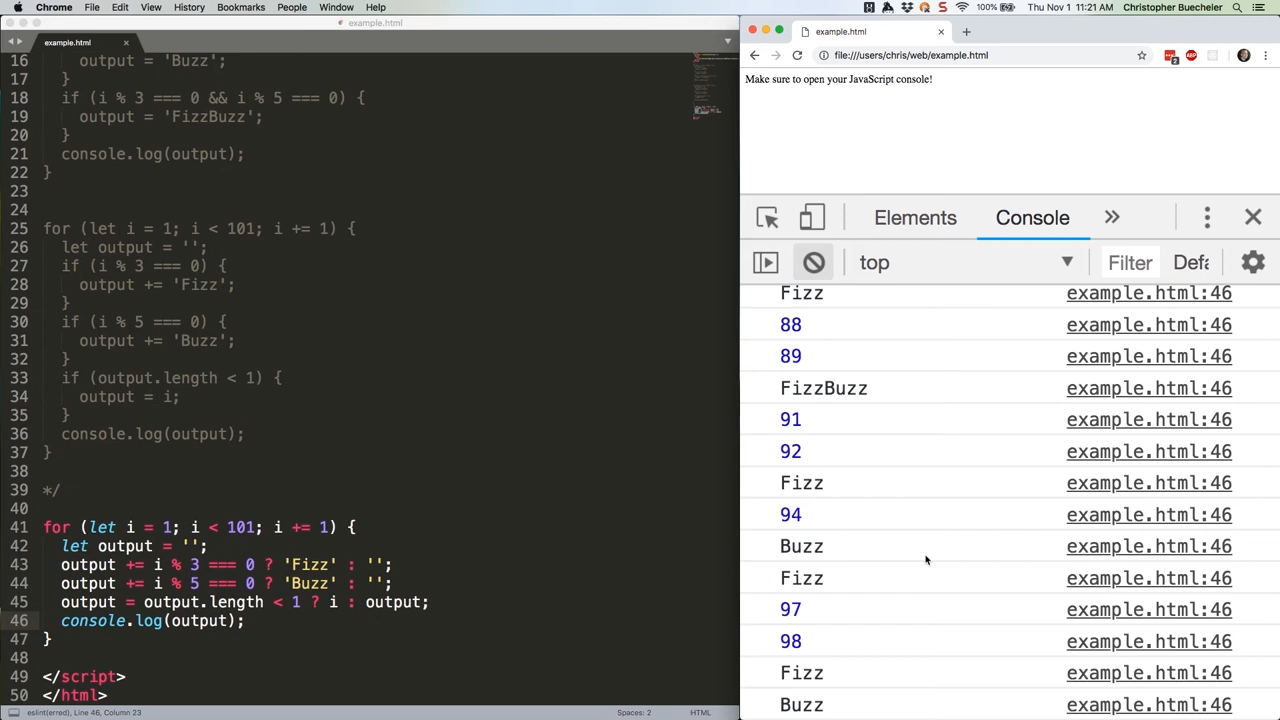 Chrome File Edit View History Bookmarks People Window Help
100% Thu Nov 1 11:21 AM Christopher Buecheler
example.html
example.html ×
16 output = 'Buzz';
17 }
18 if (i % 3 === 0 && i % 5 === 0) {
19 output = 'FizzBuzz';
20 }
21 console.log(output);
22 }
23
24
25 for (let i = 1; i < 101; i += 1) {
26 let output = '';
27 if (i % 3 === 0) {
28 output += 'Fizz';
29 }
30 if (i % 5 === 0) {
31 output += 'Buzz';
32 }
33 if (output.length < 1) {
34 output = i;
35 }
36 console.log(output);
37 }
38
39 */
40
41 for (let i = 1; i < 101; i += 1) {
42 let output = '';
43 output += i % 3 === 0 ? 'Fizz' : '';
44 output += i % 5 === 0 ? 'Buzz' : '';
45 output = output.length < 1 ? i : output;
46 console.log(output);
47 }
48
49 </script>
50 </html>
eslint(erred), Line 46, Column 23 Spaces: 2 HTML
example.html
file:///users/chris/web/example.html
2 ABP
Make sure to open your JavaScript console!
Elements Console
top Filter Defa
Fizz example.html:46
88 example.html:46
89 example.html:46
FizzBuzz example.html:46
91 example.html:46
92 example.html:46
Fizz example.html:46
94 example.html:46
Buzz example.html:46
Fizz example.html:46
97 example.html:46
98 example.html:46
Fizz example.html:46
Buzz example.html:46